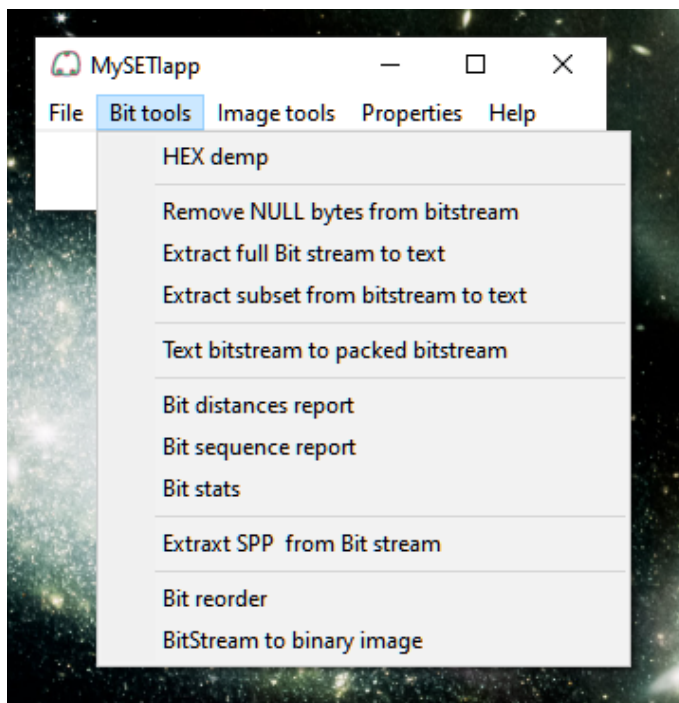 MySETIapp
File Bit tools Image tools Properties Help
HEX demp
Remove NULL bytes from bitstream
Extract full Bit stream to text
Extract subset from bitstream to text
Text bitstream to packed bitstream
Bit distances report
Bit sequence report
Bit stats
Extraxt SPP  from Bit stream
Bit reorder
BitStream to binary image